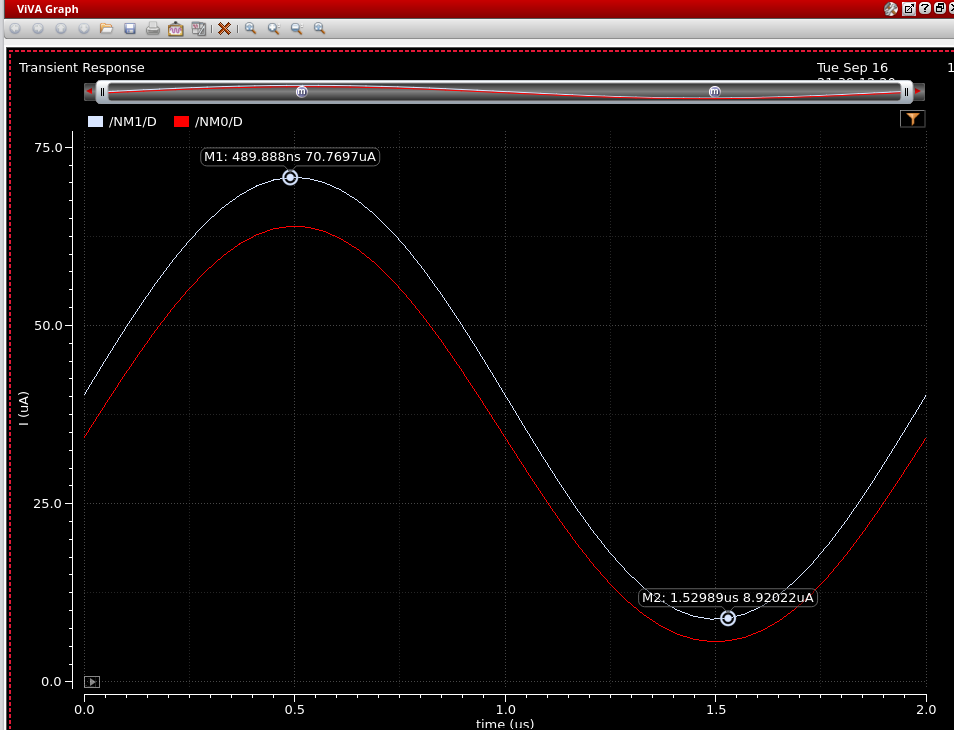 ViVA Graph
Transient Response
Tue Sep 16
1
/NM1/D
/NM0/D
M1: 489.888ns 70.7697uA
75.0
50.0
I (uA)
25.0
M2: 1.52989us 8.92022uA
0.0
0.0 0.5 1.0 1.5 2.0
time (us)